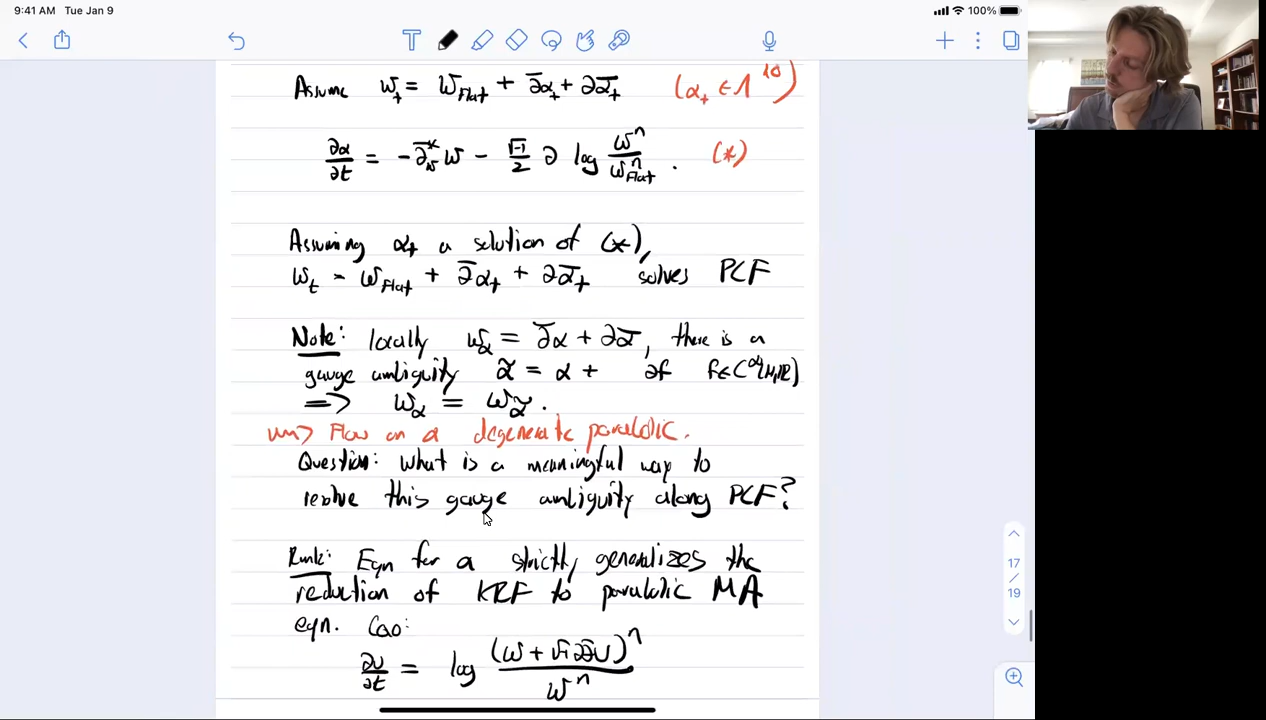 9:41 AM Tue Jan 9
100%
Assume ω_t = ω_Flat + ∂̄α_t + ∂ᾱ_t (α_t ∈ Λ^{10})
∂α/∂t = -∂̄*_ω ω - √-1/2 ∂ log ω^n/ω^n_Flat . (*)
Assuming α_t a solution of (*),
ω_t = ω_Flat + ∂̄α_t + ∂ᾱ_t solves PCF
Note: locally ω_α = ∂̄α + ∂ᾱ, there is a
gauge ambiguity α̃ = α + ∂f f∈C^∞(M,ℝ)
⟹ ω_α = ω_α̃.
⇝ Flow on α degenerate parabolic.
Question: What is a meaningful way to
resolve this gauge ambiguity along PCF?
Rmk: Eqn for α strictly generalizes the
reduction of KRF to parabolic MA
eqn. Cao:
∂u/∂t = log (ω + √-1∂∂̄u)^n / ω^n
17
/
19